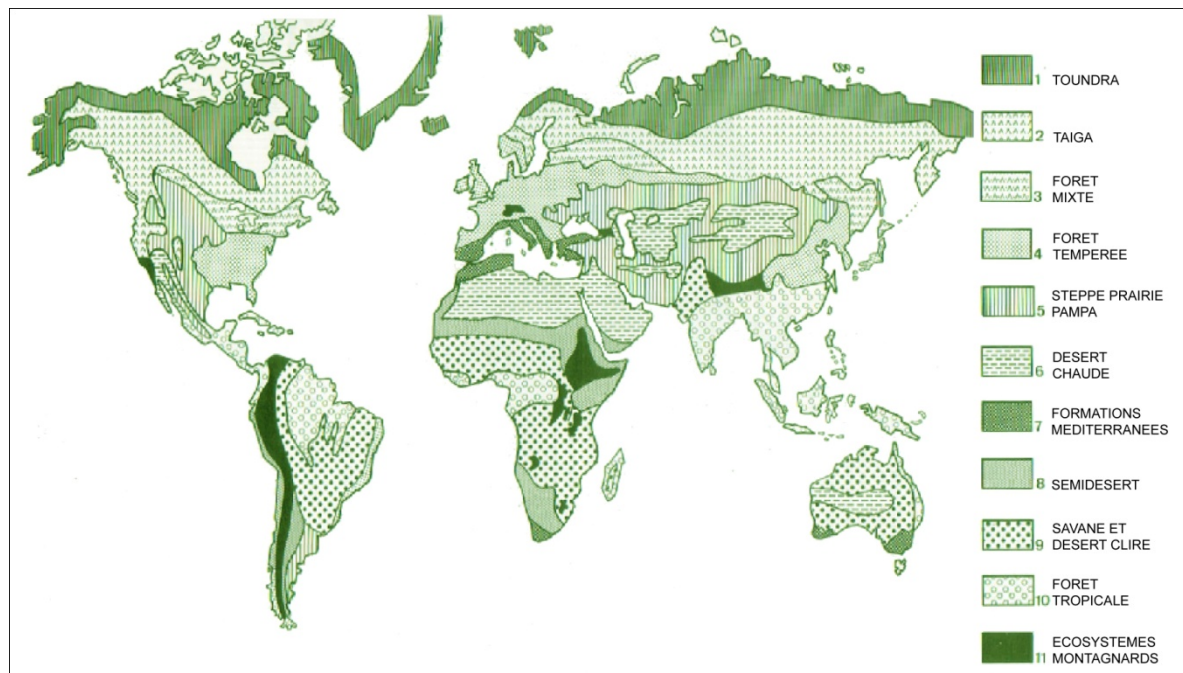 1 TOUNDRA
2 TAIGA
3 FORET
MIXTE
4 FORET
TEMPEREE
5 STEPPE PRAIRIE
PAMPA
6 DESERT
CHAUDE
7 FORMATIONS
MEDITERRANEES
8 SEMIDESERT
9 SAVANE ET
DESERT CLIRE
10 FORET
TROPICALE
11 ECOSYSTEMES
MONTAGNARDS